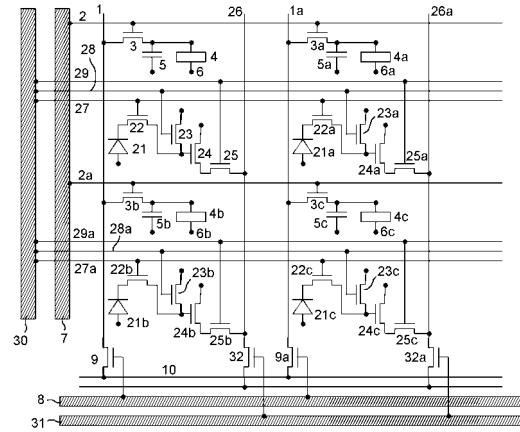 1 26 1a 26a
2
3 4 3a 4a
28 5 6 5a 6a
29
27
22 23 22a 23a
21 24 25 21a 24a 25a
2a
3b 4b 3c 4c
5b 6b 5c 6c
29a 28a
27a
22b 23b 22c 23c
21b 24b 25b 21c 24c 25c
30 7 9 32 9a 32a
10
8
31